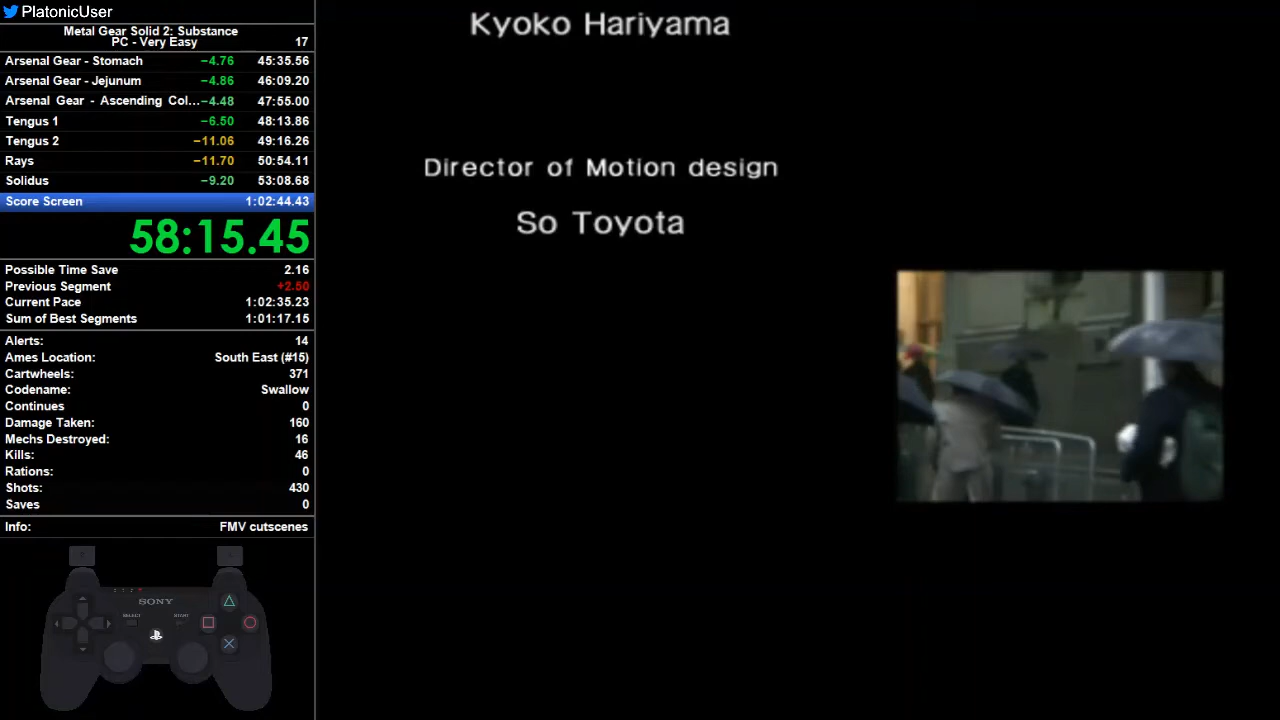 PlatonicUser
Metal Gear Solid 2: Substance
PC - Very Easy 17
Arsenal Gear - Stomach −4.76 45:35.56
Arsenal Gear - Jejunum −4.86 46:09.20
Arsenal Gear - Ascending Col... −4.48 47:55.00
Tengus 1 −6.50 48:13.86
Tengus 2 −11.06 49:16.26
Rays −11.70 50:54.11
Solidus −9.20 53:08.68
Score Screen 1:02:44.43
58:15.45
Possible Time Save 2.16
Previous Segment +2.50
Current Pace 1:02:35.23
Sum of Best Segments 1:01:17.15
Alerts: 14
Ames Location: South East (#15)
Cartwheels: 371
Codename: Swallow
Continues 0
Damage Taken: 160
Mechs Destroyed: 16
Kills: 46
Rations: 0
Shots: 430
Saves 0
Info: FMV cutscenes
SONY
SELECT START
Kyoko Hariyama
Director of Motion design
So Toyota